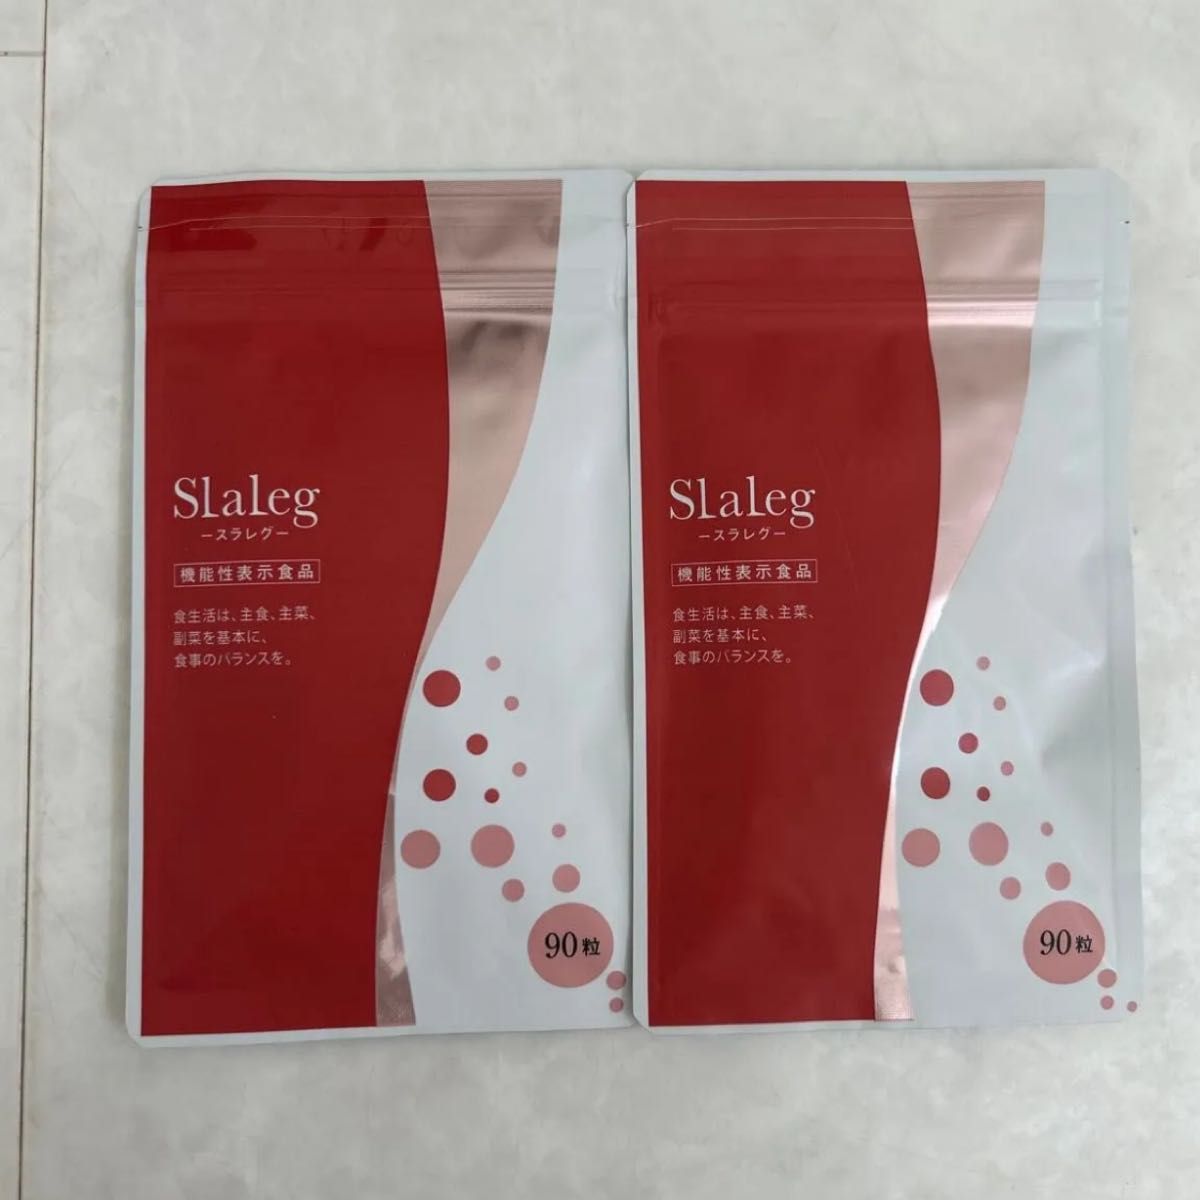 Slaleg
ースラレグー
機能性表示食品
食生活は、主食、主菜、
副菜を基本に、
食事のバランスを。
90粒
Slaleg
ースラレグー
機能性表示食品
食生活は、主食、主菜、
副菜を基本に、
食事のバランスを。
90粒